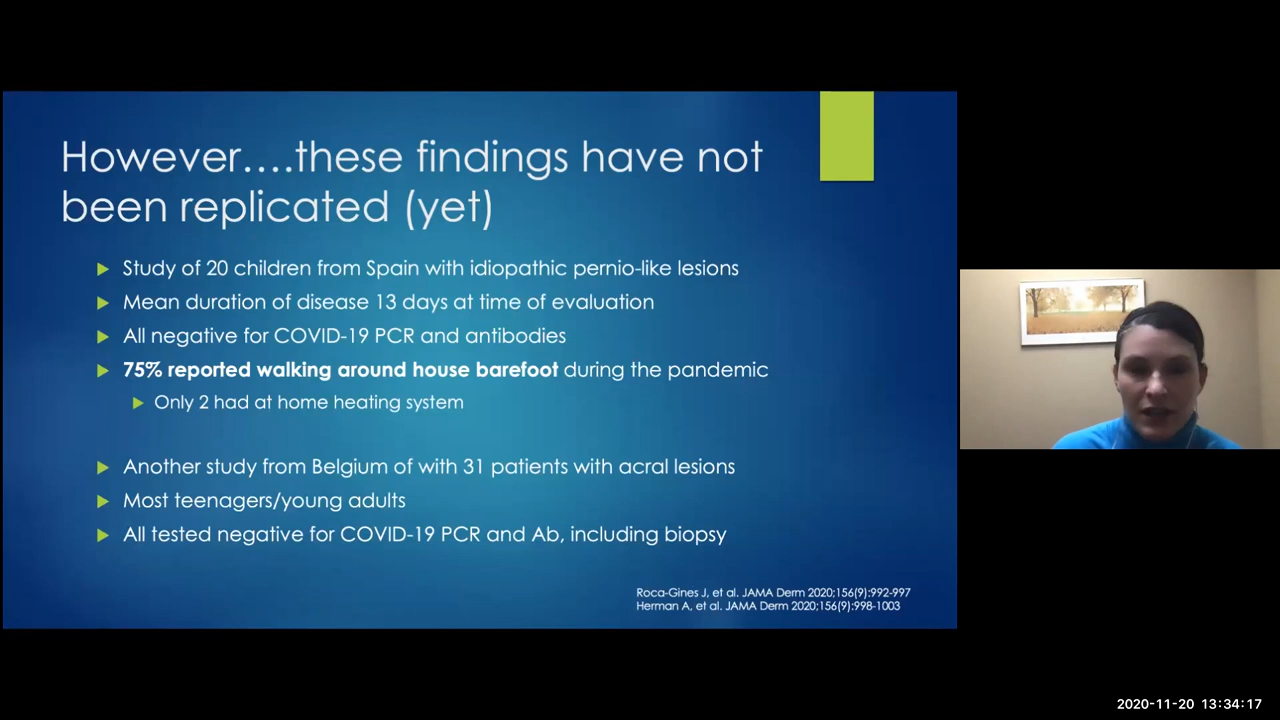 However....these findings have not
been replicated (yet)
Study of 20 children from Spain with idiopathic pernio-like lesions
Mean duration of disease 13 days at time of evaluation
All negative for COVID-19 PCR and antibodies
75% reported walking around house barefoot during the pandemic
Only 2 had at home heating system
Another study from Belgium of with 31 patients with acral lesions
Most teenagers/young adults
All tested negative for COVID-19 PCR and Ab, including biopsy
Roca-Gines J, et al. JAMA Derm 2020;156(9):992-997
Herman A, et al. JAMA Derm 2020;156(9):998-1003
2020-11-20 13:34:17